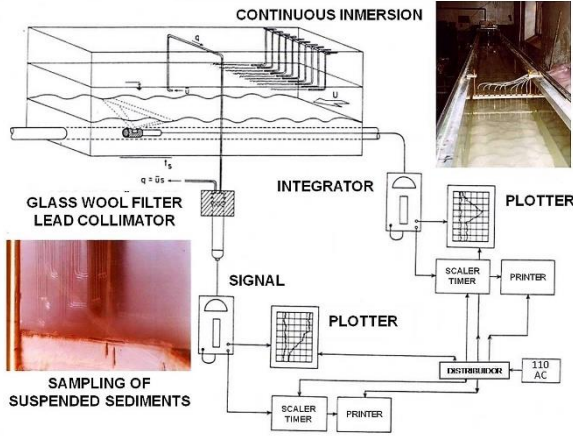 CONTINUOUS INMERSION
q
ū
U
t s
q = ūs
GLASS WOOL FILTER
LEAD COLLIMATOR
INTEGRATOR
PLOTTER
SCALER
TIMER
PRINTER
SIGNAL
PLOTTER
110
AC
DISTRIBUIDOR
SAMPLING OF
SUSPENDED SEDIMENTS
SCALER
TIMER
PRINTER